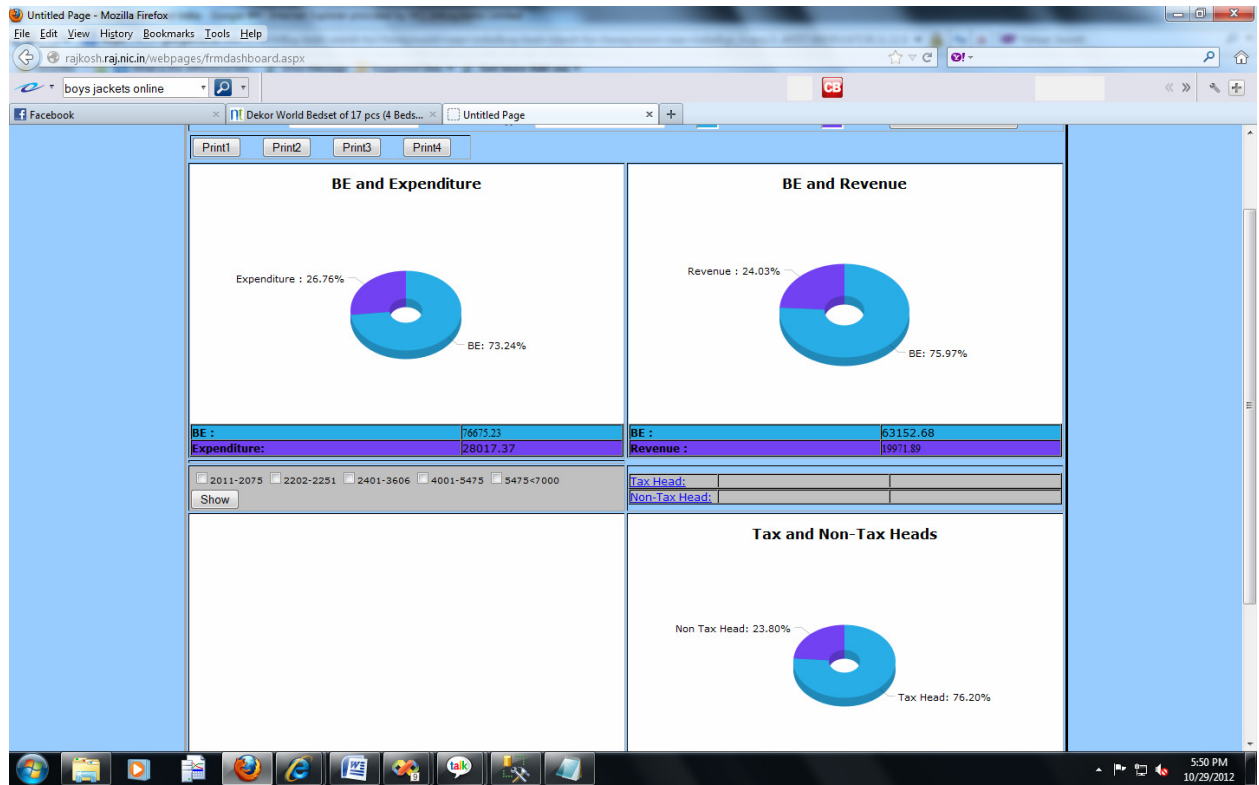 Untitled Page - Mozilla Firefox
File Edit View History Bookmarks Tools Help
rajkosh.raj.nic.in/webpages/frmdashboard.aspx
boys jackets online
CB
Facebook
Dekor World Bedset of 17 pcs (4 Beds...
Untitled Page
Print1 Print2 Print3 Print4
BE and Expenditure
Expenditure : 26.76%
BE: 73.24%
BE : 76675.23
Expenditure: 28017.37
BE and Revenue
Revenue : 24.03%
BE: 75.97%
BE : 63152.68
Revenue : 19971.89
2011-2075 2202-2251 2401-3606 4001-5475 5475<7000
Show
Tax Head:
Non-Tax Head:
Tax and Non-Tax Heads
Non Tax Head: 23.80%
Tax Head: 76.20%
talk
5:50 PM
10/29/2012